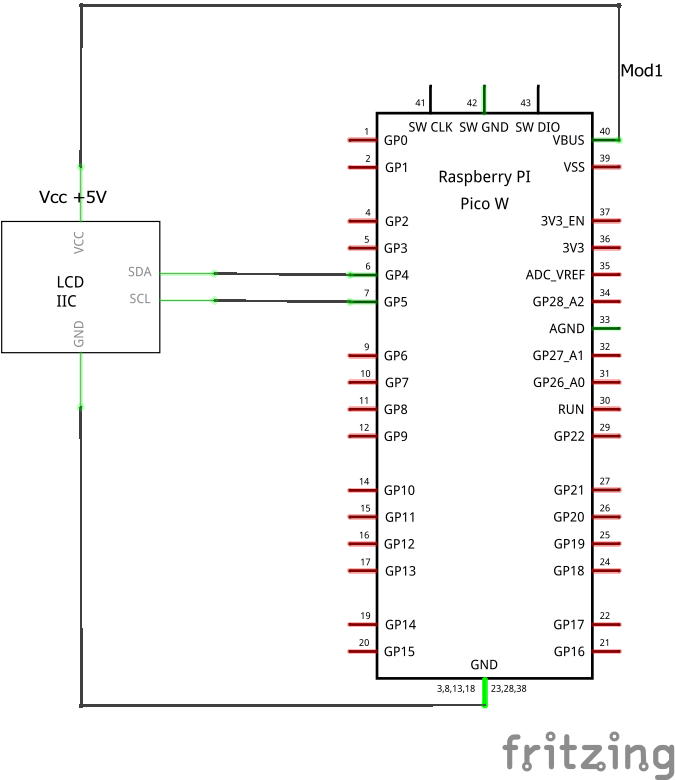 Mod1
41 42 43
SW CLK SW GND SW DIO
1 GP0 VBUS 40
2 GP1 VSS 39
Raspberry PI
Pico W
Vcc +5V
4 GP2 3V3_EN 37
VCC
5 GP3 3V3 36
SDA 6 GP4 ADC_VREF 35
LCD
IIC
SCL 7 GP5 GP28_A2 34
GND
AGND 33
9 GP6 GP27_A1 32
10 GP7 GP26_A0 31
11 GP8 RUN 30
12 GP9 GP22 29
14 GP10 GP21 27
15 GP11 GP20 26
16 GP12 GP19 25
17 GP13 GP18 24
19 GP14 GP17 22
20 GP15 GP16 21
GND
3,8,13,18 23,28,38
fritzing